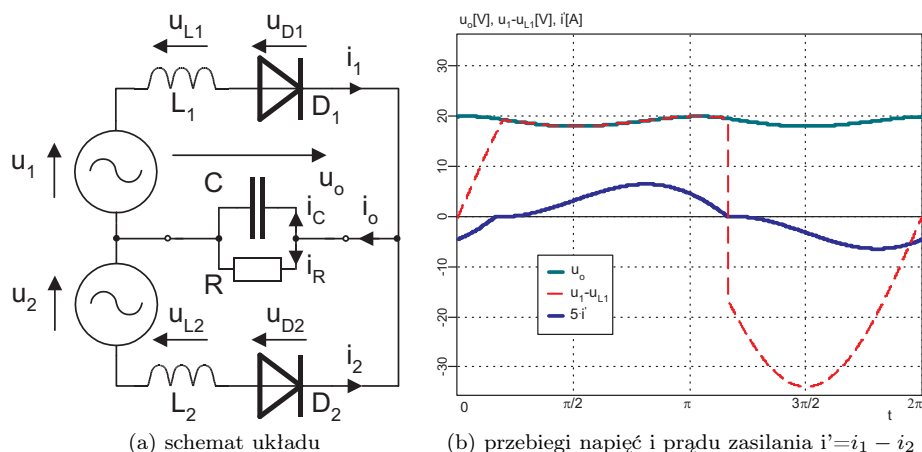 u_L1
u_D1
i_1
L_1
D_1
u_1
u_o
C
i_C
i_o
R
i_R
u_2
u_L2
u_D2
i_2
L_2
D_2
(a) schemat układu
u_o[V], u_1-u_L1[V], i'[A]
30
20
10
0
-10
-20
-30
u_o
u_1-u_L1
5·i'
0
π/2
π
3π/2
2π
t
(b) przebiegi napięć i prądu zasilania i'=i_1 − i_2